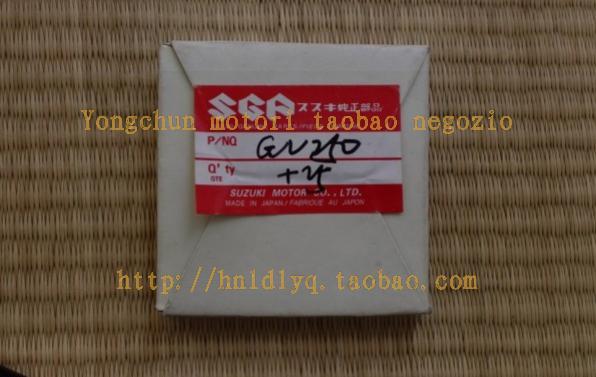 SGP スズキ純正部品
Yongchun motori taobao negozio
P/NO
GN250
Q'ty
QTE
+25
SUZUKI MOTOR CO., LTD.
MADE IN JAPAN / FABRIQUE AU JAPON
http://hnldlyq.taobao.com